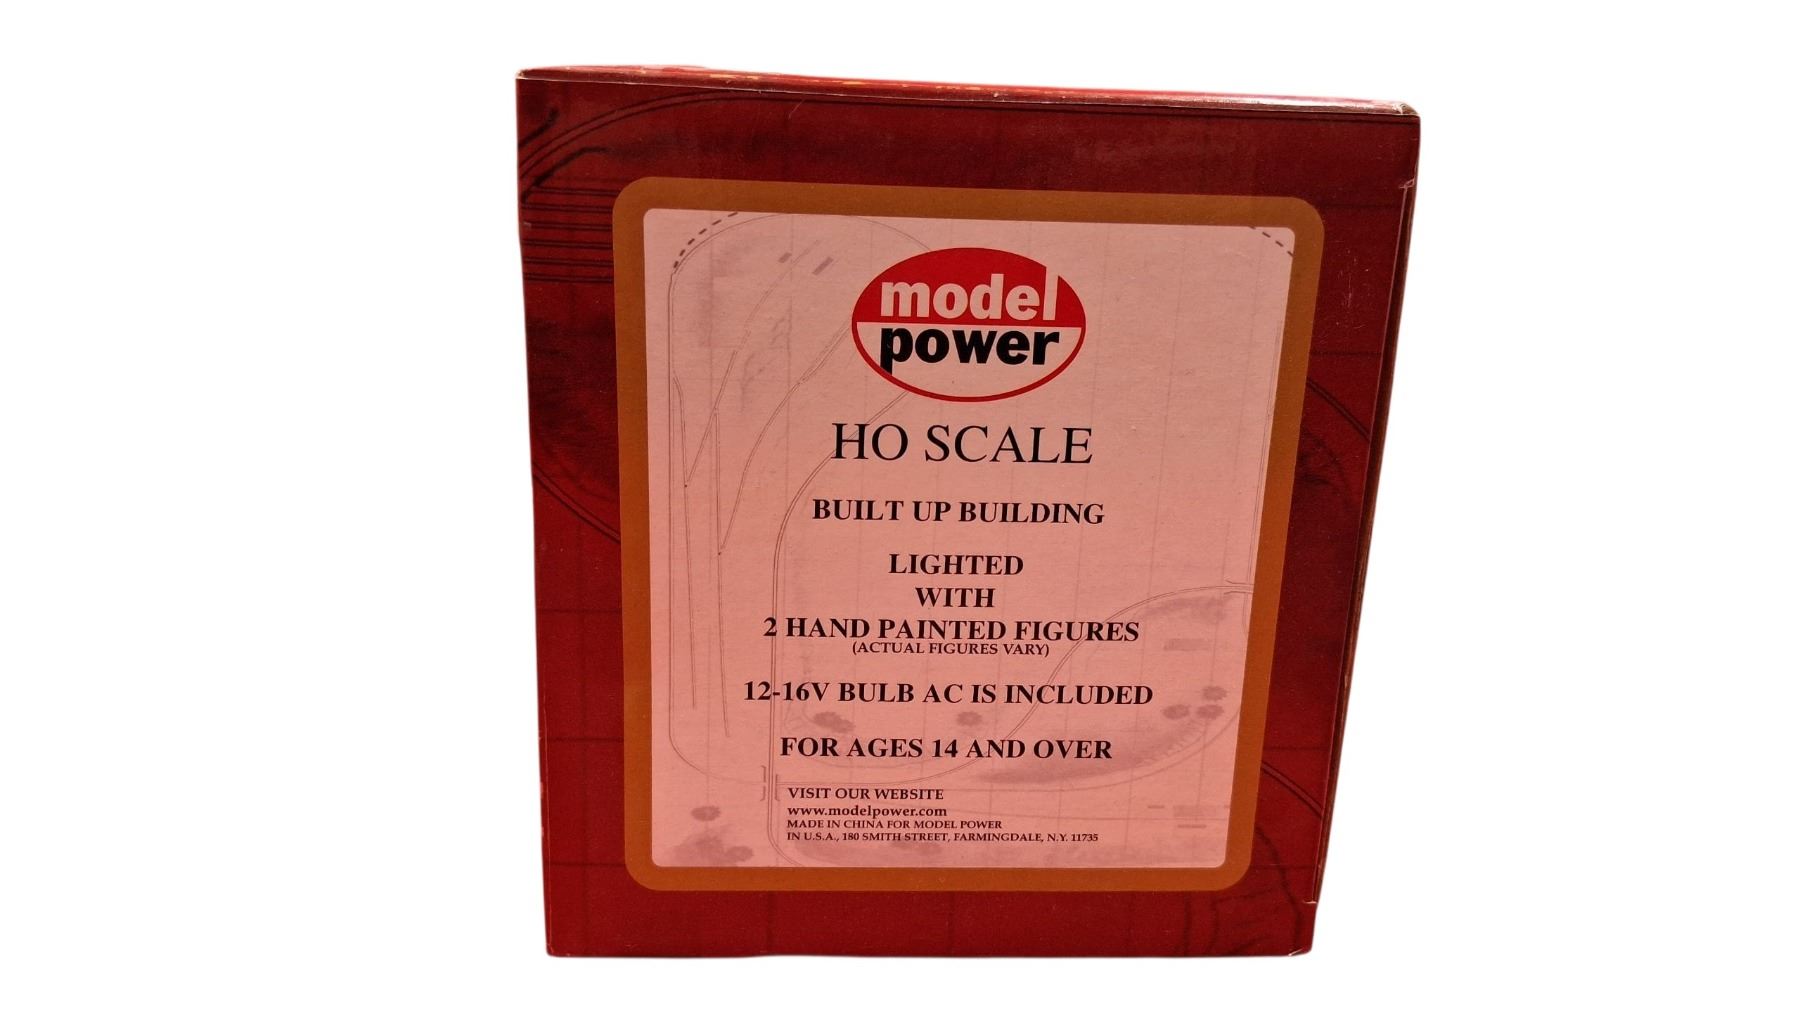 model
power
HO SCALE
BUILT UP BUILDING
LIGHTED
WITH
2 HAND PAINTED FIGURES
(ACTUAL FIGURES VARY)
12-16V BULB AC IS INCLUDED
FOR AGES 14 AND OVER
VISIT OUR WEBSITE
www.modelpower.com
MADE IN CHINA FOR MODEL POWER
IN U.S.A., 180 SMITH STREET, FARMINGDALE, N.Y. 11735